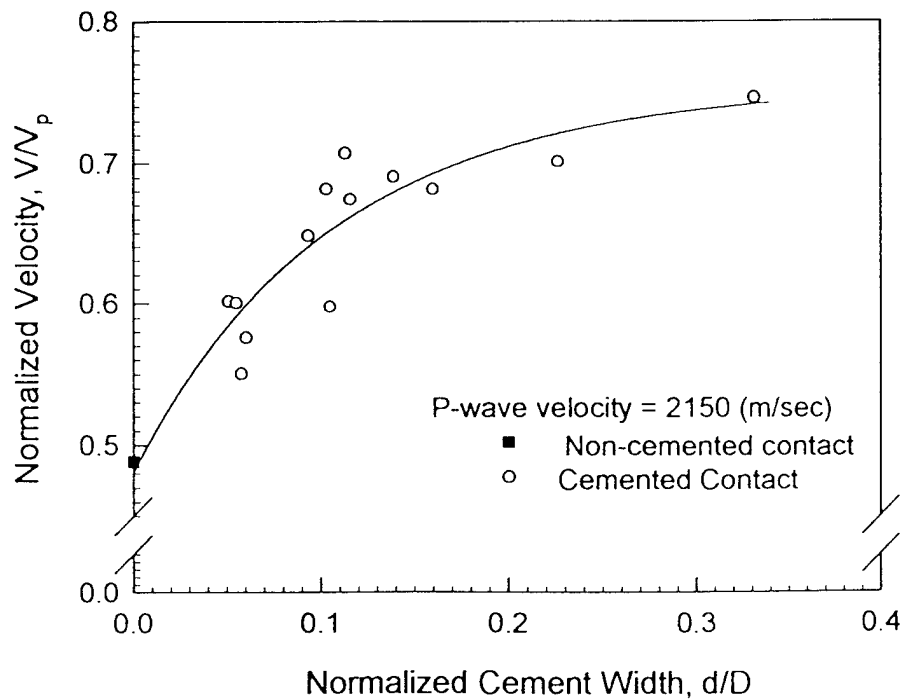 0.8
0.7
0.6
0.5
0.0
Normalized Velocity, V/Vp
P-wave velocity = 2150 (m/sec)
Non-cemented contact
Cemented Contact
0.0 0.1 0.2 0.3 0.4
Normalized Cement Width, d/D